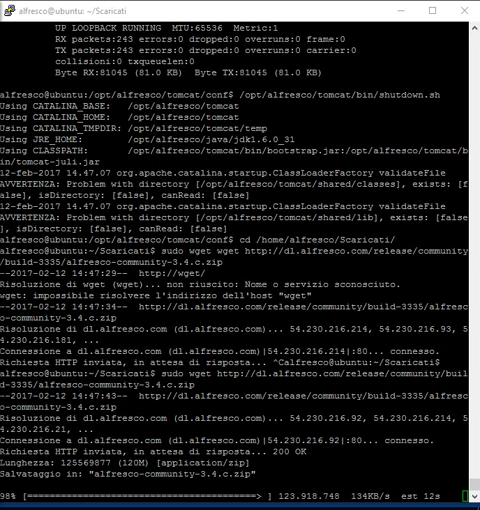 alfresco@ubuntu: ~/Scaricati
UP LOOPBACK RUNNING  MTU:65536  Metric:1
RX packets:243 errors:0 dropped:0 overruns:0 frame:0
TX packets:243 errors:0 dropped:0 overruns:0 carrier:0
collisioni:0 txqueuelen:0
Byte RX:81045 (81.0 KB)  Byte TX:81045 (81.0 KB)
alfresco@ubuntu:/opt/alfresco/tomcat/conf$ /opt/alfresco/tomcat/bin/shutdown.sh
Using CATALINA_BASE:   /opt/alfresco/tomcat
Using CATALINA_HOME:   /opt/alfresco/tomcat
Using CATALINA_TMPDIR: /opt/alfresco/tomcat/temp
Using JRE_HOME:        /opt/alfresco/java/jdk1.6.0_31
Using CLASSPATH:       /opt/alfresco/tomcat/bin/bootstrap.jar:/opt/alfresco/tomcat/b
in/tomcat-juli.jar
12-feb-2017 14.47.07 org.apache.catalina.startup.ClassLoaderFactory validateFile
AVVERTENZA: Problem with directory [/opt/alfresco/tomcat/shared/classes], exists: [f
alse], isDirectory: [false], canRead: [false]
12-feb-2017 14.47.07 org.apache.catalina.startup.ClassLoaderFactory validateFile
AVVERTENZA: Problem with directory [/opt/alfresco/tomcat/shared/lib], exists: [false
], isDirectory: [false], canRead: [false]
alfresco@ubuntu:/opt/alfresco/tomcat/conf$ cd /home/alfresco/Scaricati/
alfresco@ubuntu:~/Scaricati$ sudo wget wget http://dl.alfresco.com/release/community
/build-3335/alfresco-community-3.4.c.zip
--2017-02-12 14:47:29--  http://wget/
Risoluzione di wget (wget)... non riuscito: Nome o servizio sconosciuto.
wget: impossibile risolvere l'indirizzo dell'host "wget"
--2017-02-12 14:47:34--  http://dl.alfresco.com/release/community/build-3335/alfresc
o-community-3.4.c.zip
Risoluzione di dl.alfresco.com (dl.alfresco.com)... 54.230.216.214, 54.230.216.93, 5
4.230.216.181, ...
Connessione a dl.alfresco.com (dl.alfresco.com)|54.230.216.214|:80... connesso.
Richiesta HTTP inviata, in attesa di risposta... ^Calfresco@ubuntu:~/Scaricati$
alfresco@ubuntu:~/Scaricati$ sudo wget http://dl.alfresco.com/release/community/buil
d-3335/alfresco-community-3.4.c.zip
--2017-02-12 14:47:43--  http://dl.alfresco.com/release/community/build-3335/alfresc
o-community-3.4.c.zip
Risoluzione di dl.alfresco.com (dl.alfresco.com)... 54.230.216.92, 54.230.216.214, 5
4.230.216.21, ...
Connessione a dl.alfresco.com (dl.alfresco.com)|54.230.216.92|:80... connesso.
Richiesta HTTP inviata, in attesa di risposta... 200 OK
Lunghezza: 125569877 (120M) [application/zip]
Salvataggio in: "alfresco-community-3.4.c.zip"
98% [=======================================> ] 123.918.748  134KB/s  est 12s